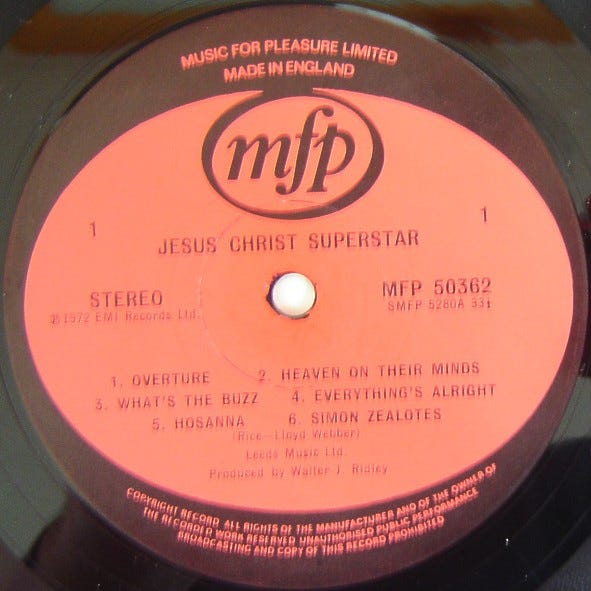 MUSIC FOR PLEASURE LIMITED
MADE IN ENGLAND
mfp
1 1
JESUS CHRIST SUPERSTAR
STEREO MFP 50362
℗1972 EMI Records Ltd. SMFP 5280A 33⅓
1. OVERTURE 2. HEAVEN ON THEIR MINDS
3. WHAT'S THE BUZZ 4. EVERYTHING'S ALRIGHT
5. HOSANNA 6. SIMON ZEALOTES
(Rice—Lloyd Webber)
Leeds Music Ltd.
Produced by Walter J. Ridley
COPYRIGHT RECORD ALL RIGHTS OF THE MANUFACTURER AND OF THE OWNER OF
THE RECORDED WORK RESERVED UNAUTHORISED PUBLIC PERFORMANCE
BROADCASTING AND COPY OF THIS RECORD PROHIBITED